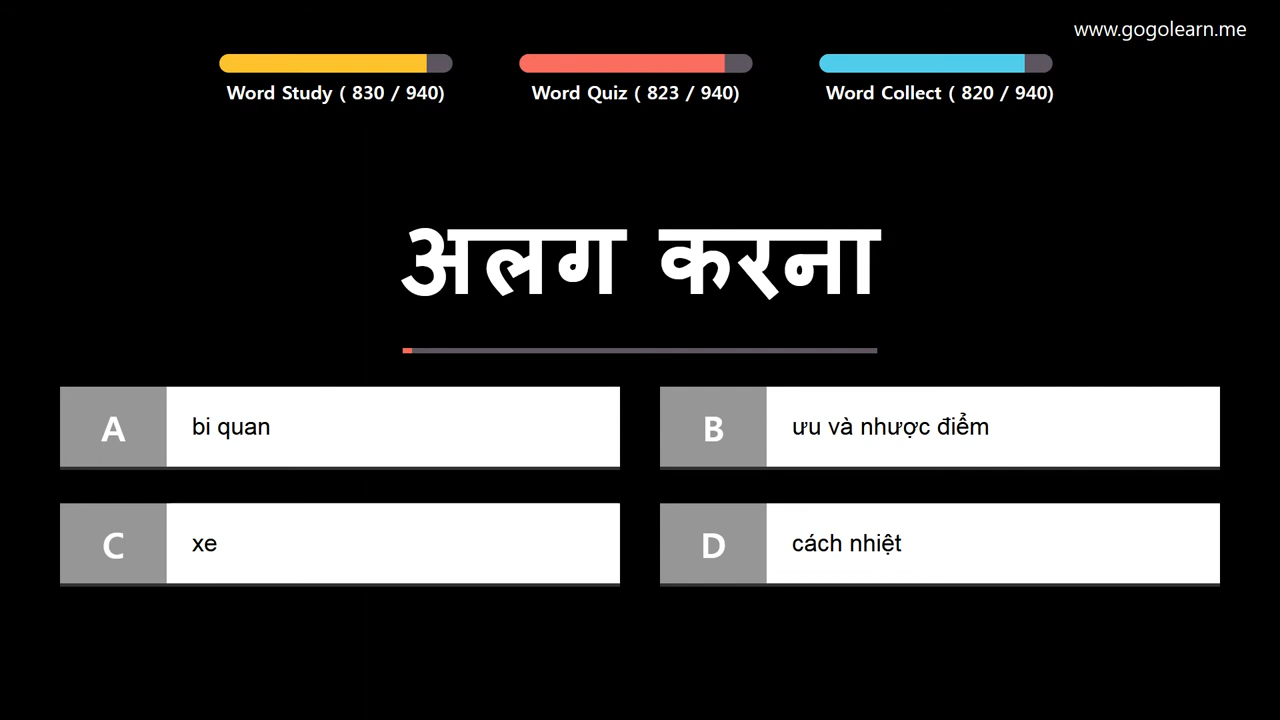 www.gogolearn.me
Word Study ( 830 / 940)
Word Quiz ( 823 / 940)
Word Collect ( 820 / 940)
अलग करना
A bi quan
B ưu và nhược điểm
C xe
D cách nhiệt